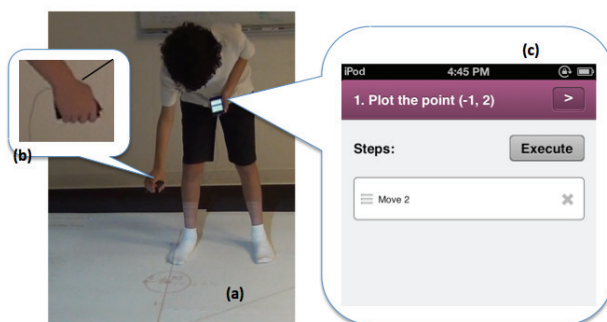 (c)
iPod 4:45 PM
1. Plot the point (-1, 2) >
Steps: Execute
Move 2
(b)
(a)